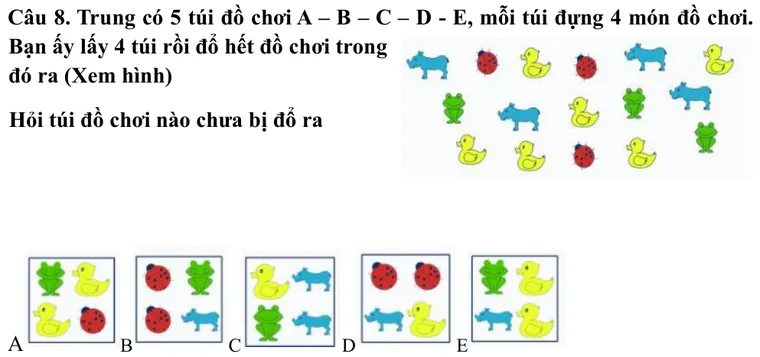 Câu 8. Trung có 5 túi đồ chơi A – B – C – D - E, mỗi túi đựng 4 món đồ chơi.
Bạn ấy lấy 4 túi rồi đổ hết đồ chơi trong
đó ra (Xem hình)
Hỏi túi đồ chơi nào chưa bị đổ ra
A B C D E